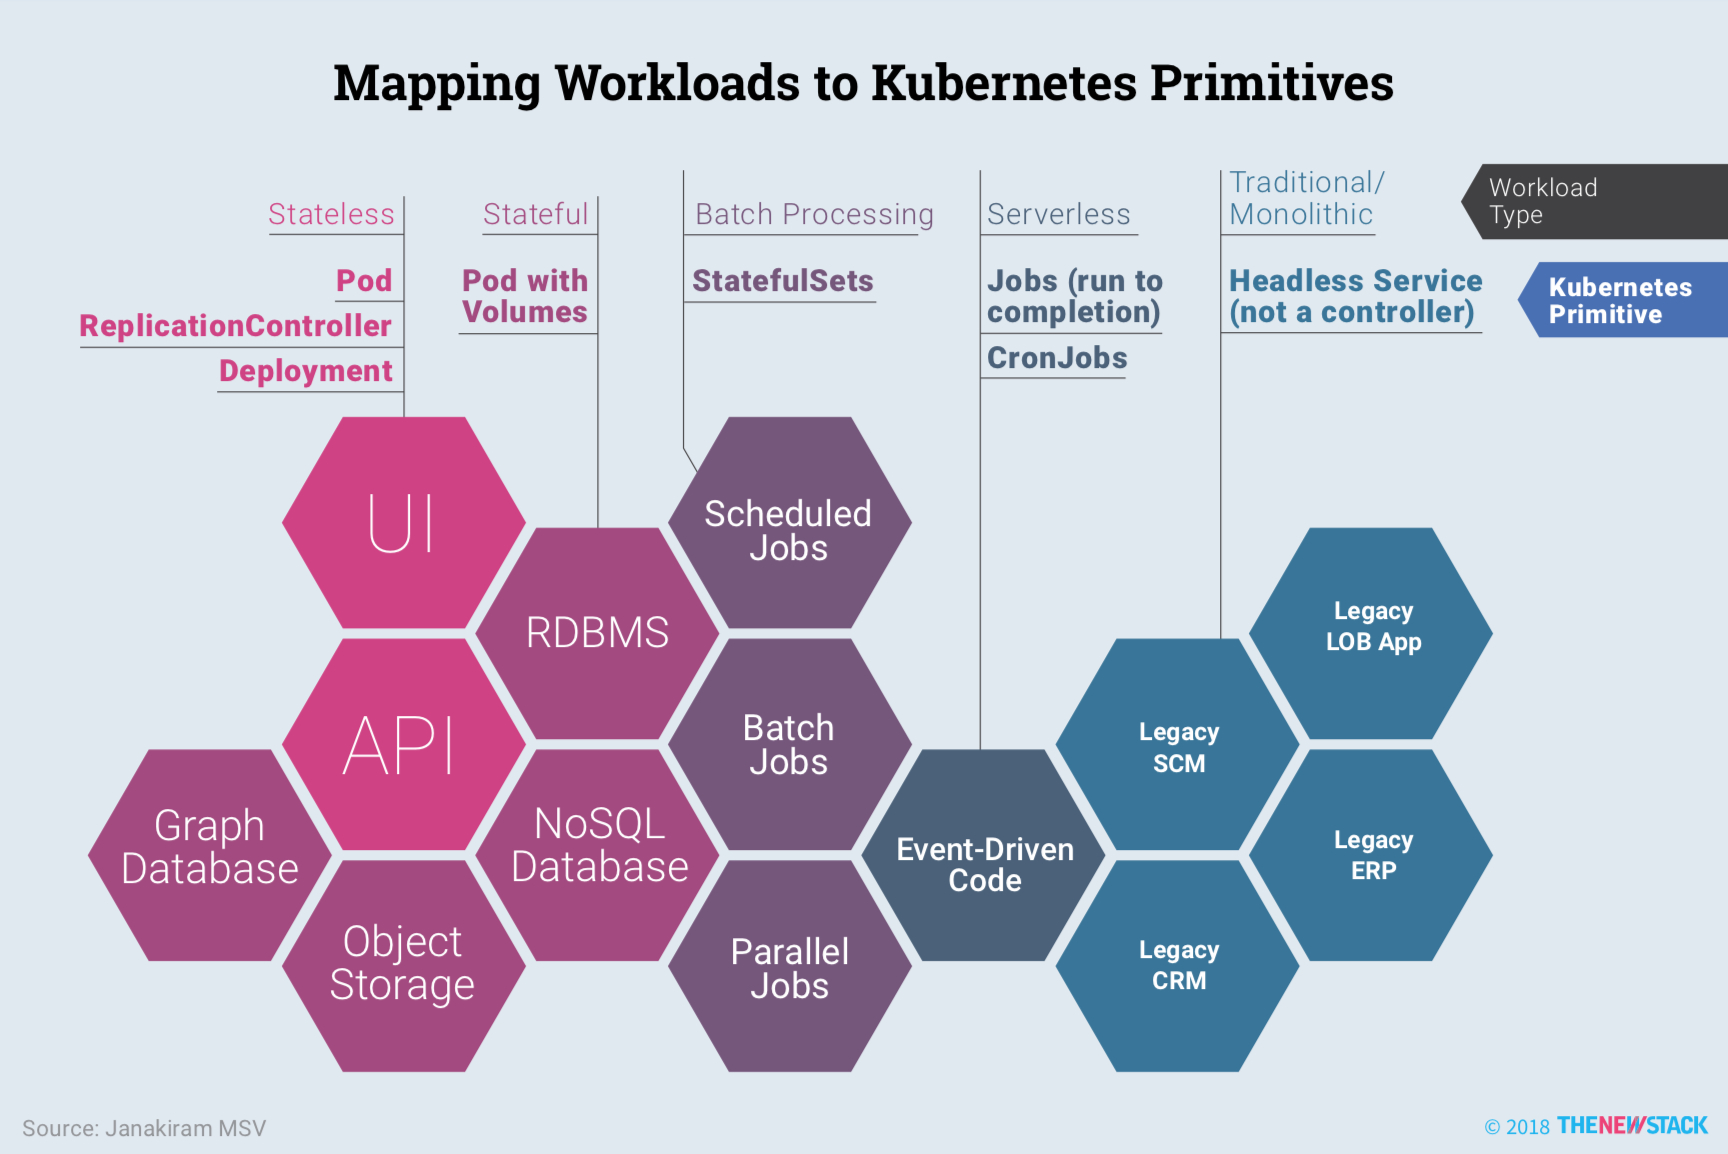 Mapping Workloads to Kubernetes Primitives
Stateless
Pod
ReplicationController
Deployment
Stateful
Pod with
Volumes
Batch Processing
StatefulSets
Serverless
Jobs (run to
completion)
CronJobs
Traditional/
Monolithic
Headless Service
(not a controller)
Workload
Type
Kubernetes
Primitive
UI
API
Graph
Database
Object
Storage
RDBMS
NoSQL
Database
Scheduled
Jobs
Batch
Jobs
Parallel
Jobs
Event-Driven
Code
Legacy
SCM
Legacy
CRM
Legacy
LOB App
Legacy
ERP
Source: Janakiram MSV
© 2018 THENEWSTACK